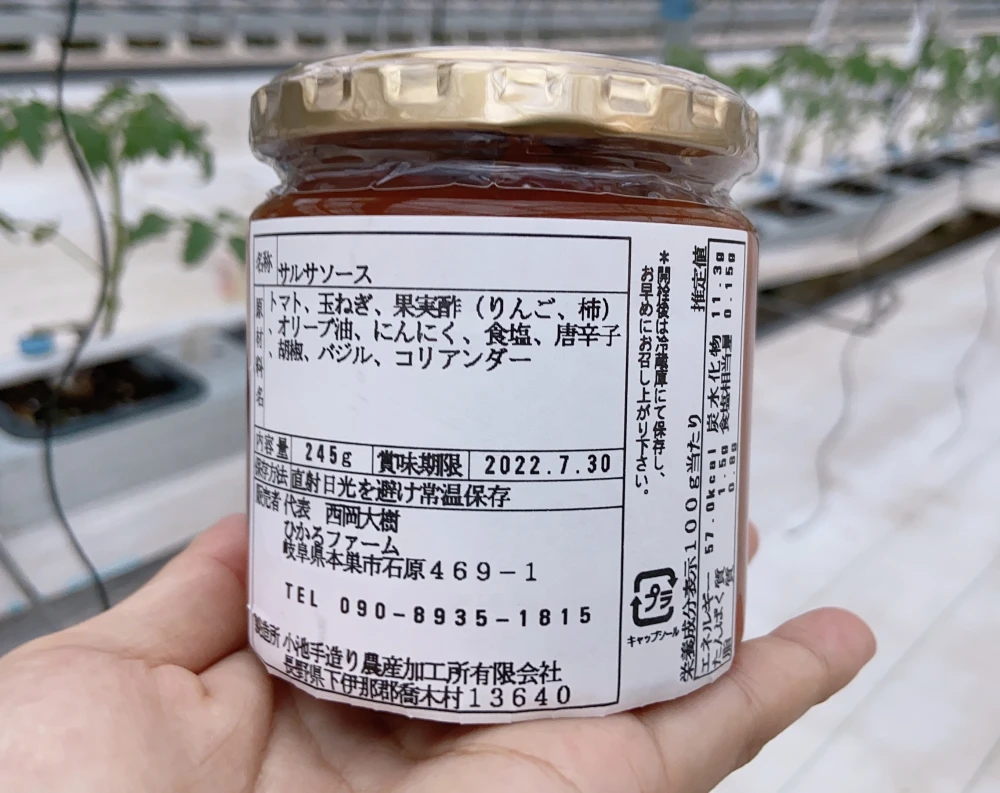 名称 サルサソース
原材料名 トマト、玉ねぎ、果実酢（りんご、柿）
、オリーブ油、にんにく、食塩、唐辛子
、胡椒、バジル、コリアンダー
内容量 245g 賞味期限 2022.7.30
保存方法 直射日光を避け常温保存
販売者 代表 西岡大樹
ひかるファーム
岐阜県本巣市石原４６９－１
TEL 090-8935-1815
製造所 小池手造り農産加工所有限会社
長野県下伊那郡喬木村１３６４０
＊開栓後は冷蔵庫にて保存し、
お早めにお召し上がり下さい。
プラ
キャップシール
栄養成分表示１００ｇ当たり 推定値
エネルギー 57.0kcal 炭水化物 11.3g
たんぱく質 1.5g 食塩相当量 0.15g
脂質 0.8g